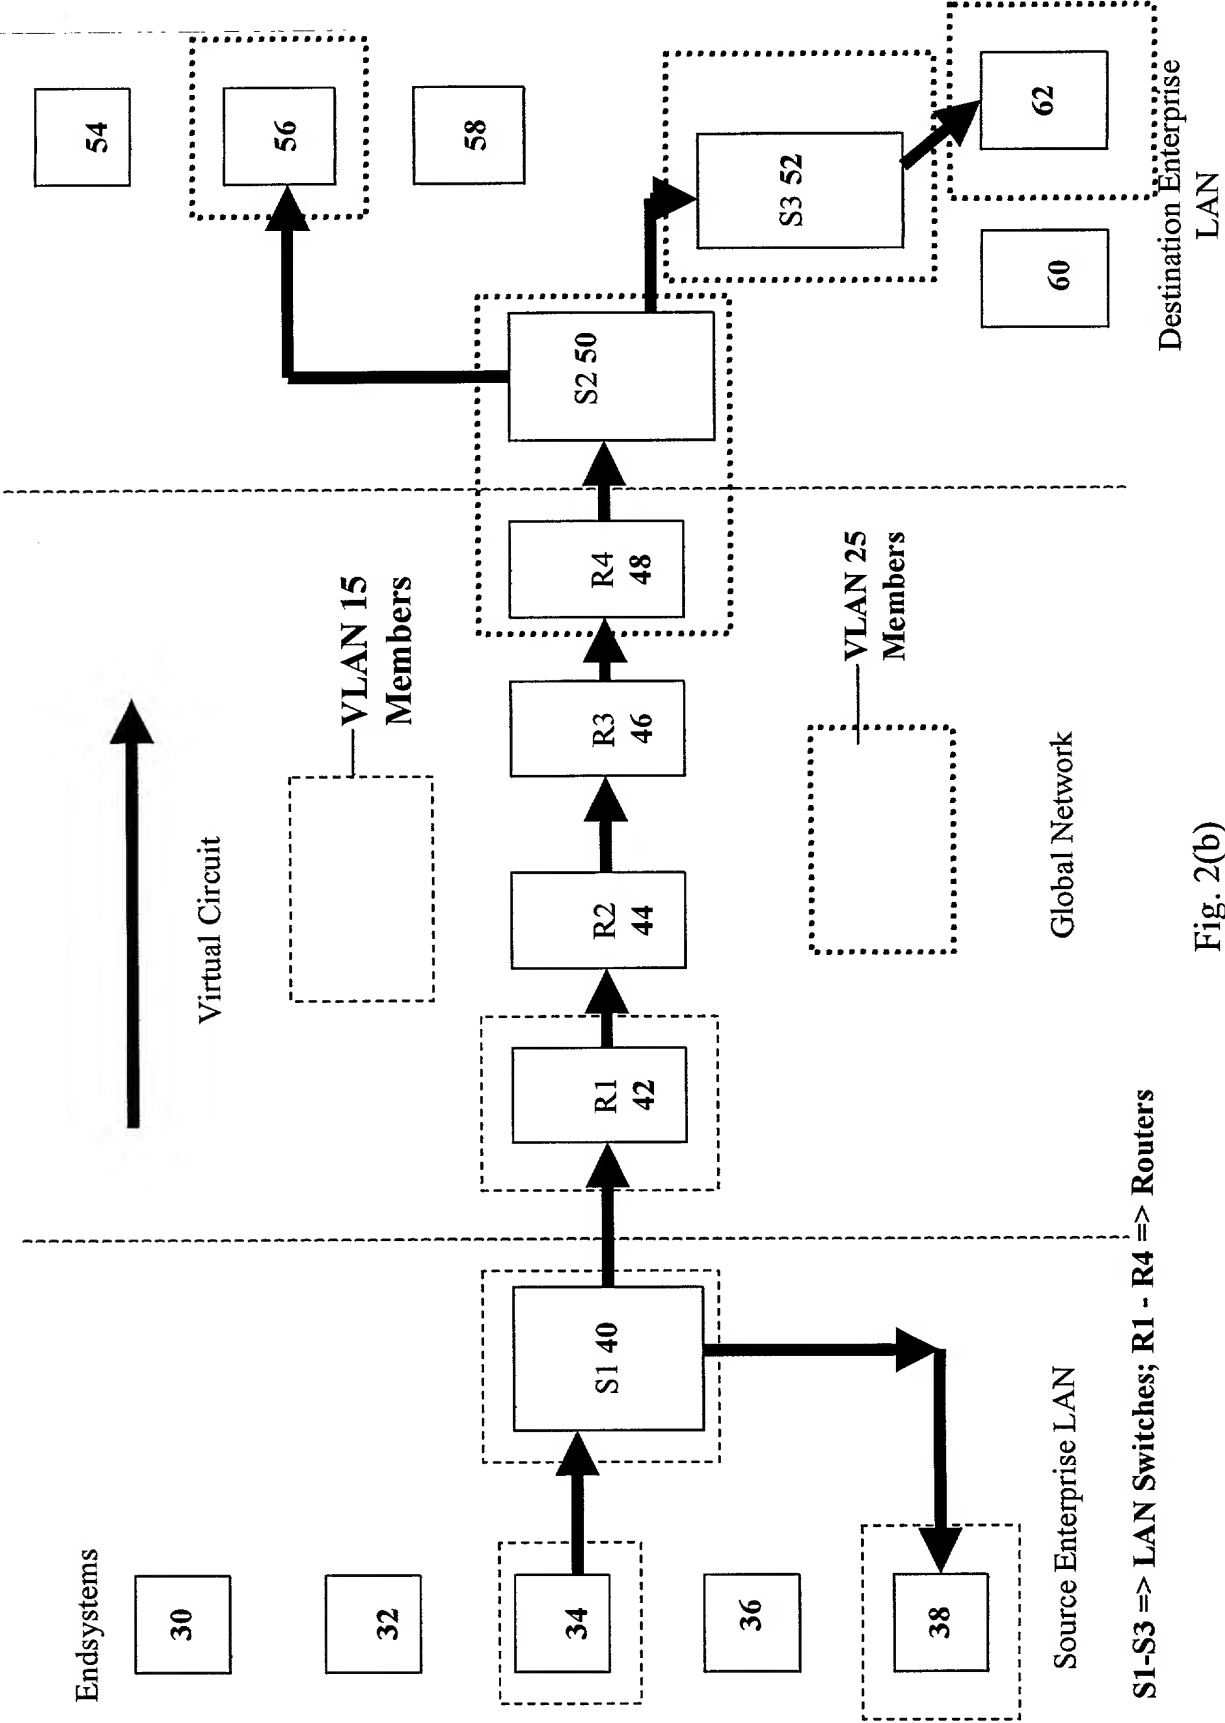 Endsystems
30
32
34
36
38
Source Enterprise LAN
S1-S3 => LAN Switches; R1 - R4 => Routers
S1 40
Virtual Circuit
VLAN 15
Members
R1
42
R2
44
R3
46
R4
48
VLAN 25
Members
Global Network
Fig. 2(b)
S2 50
54
56
58
S3 52
60
62
Destination Enterprise
LAN